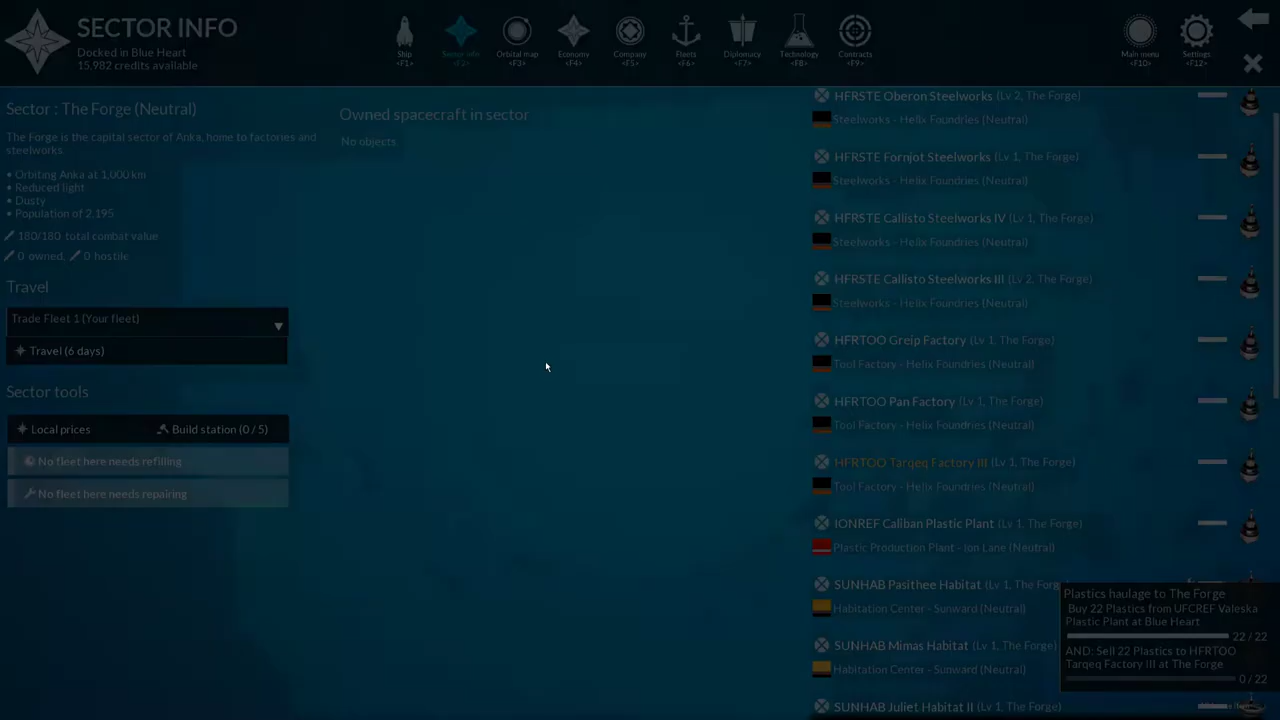 SECTOR INFO
Docked in Blue Heart
15,982 credits available
Ship
<F1>
Sector info
<F2>
Orbital map
<F3>
Economy
<F4>
Company
<F5>
Fleets
<F6>
Diplomacy
<F7>
Technology
<F8>
Contracts
<F9>
Main menu
<F10>
Settings
<F12>
Sector : The Forge (Neutral)
The Forge is the capital sector of Anka, home to factories and
steelworks.
• Orbiting Anka at 1,000 km
• Reduced light
• Dusty
• Population of 2,195
180/180 total combat value
0 owned, 0 hostile
Travel
Trade Fleet 1 (Your fleet)
Travel (6 days)
Sector tools
Local prices
Build station (0 / 5)
No fleet here needs refilling
No fleet here needs repairing
Owned spacecraft in sector
No objects.
HFRSTE Oberon Steelworks (Lv 2, The Forge)
Steelworks - Helix Foundries (Neutral)
HFRSTE Fornjot Steelworks (Lv 1, The Forge)
Steelworks - Helix Foundries (Neutral)
HFRSTE Callisto Steelworks IV (Lv 1, The Forge)
Steelworks - Helix Foundries (Neutral)
HFRSTE Callisto Steelworks III (Lv 2, The Forge)
Steelworks - Helix Foundries (Neutral)
HFRTOO Greip Factory (Lv 1, The Forge)
Tool Factory - Helix Foundries (Neutral)
HFRTOO Pan Factory (Lv 1, The Forge)
Tool Factory - Helix Foundries (Neutral)
HFRTOO Tarqeq Factory III (Lv 1, The Forge)
Tool Factory - Helix Foundries (Neutral)
IONREF Caliban Plastic Plant (Lv 1, The Forge)
Plastic Production Plant - Ion Lane (Neutral)
SUNHAB Pasithee Habitat (Lv 1, The Forg
Habitation Center - Sunward (Neutral)
SUNHAB Mimas Habitat (Lv 1, The Forge)
Habitation Center - Sunward (Neutral)
SUNHAB Juliet Habitat II (Lv 1, The Forge)
Plastics haulage to The Forge
Buy 22 Plastics from UFCREF Valeska
Plastic Plant at Blue Heart
22 / 22
AND: Sell 22 Plastics to HFRTOO
Tarqeq Factory III at The Forge
0 / 22